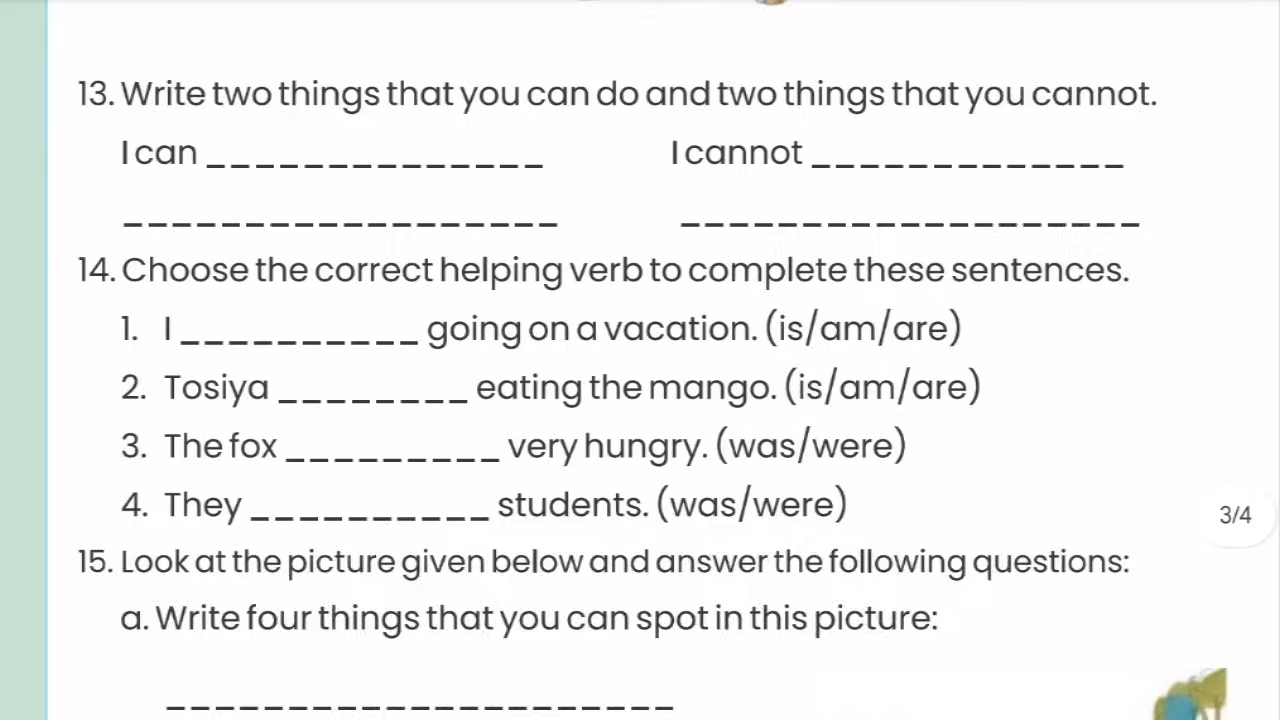 13. Write two things that you can do and two things that you cannot.
I can ______________ I cannot _____________
__________________ ___________________
14. Choose the correct helping verb to complete these sentences.
1. I __________ going on a vacation. (is/am/are)
2. Tosiya ________ eating the mango. (is/am/are)
3. The fox _________ very hungry. (was/were)
4. They __________ students. (was/were)
3/4
15. Look at the picture given below and answer the following questions:
a. Write four things that you can spot in this picture:
_____________________